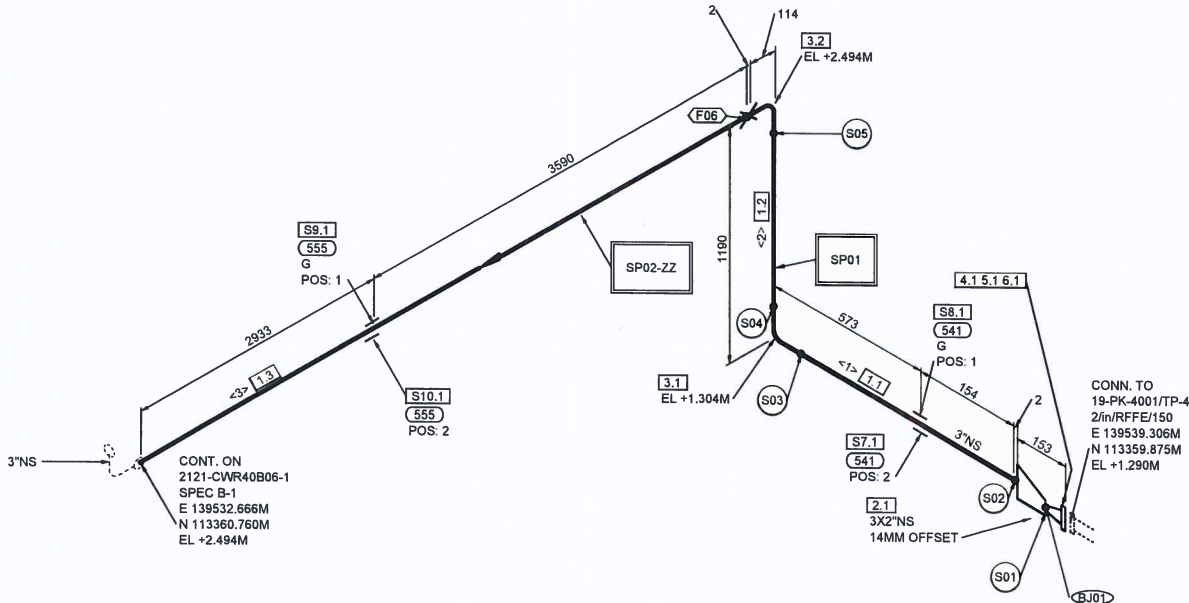 2
114
3.2
EL +2.494M
F06
S05
3590
S9.1
555
G
POS: 1
1.2
<2>
1190
SP02-ZZ
SP01
4.1 5.1 6.1
2933
S04
573
S8.1
541
G
POS: 1
<3> 1.3
S10.1
555
POS: 2
3.1
EL +1.304M
S03
<1> 1.1
154
2
CONN. TO
19-PK-4001/TP-4
2/in/RFFE/150
E 139539.306M
N 113359.875M
EL +1.290M
3"NS
153
3"NS
CONT. ON
2121-CWR40B06-1
SPEC B-1
E 139532.666M
N 113360.760M
EL +2.494M
S7.1
541
POS: 2
S02
2.1
3X2"NS
14MM OFFSET
S01
BJ01